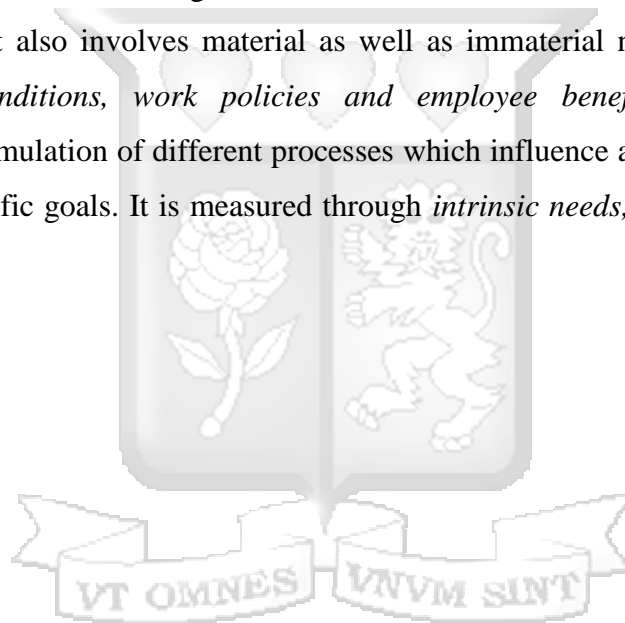 t also involves material as well as immaterial
nditions, work policies and employee
mulation of different processes which influence
fic goals. It is measured through intrinsic needs,
VT OMNES VNVM SINT